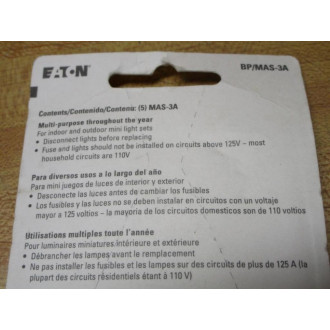 EATON
BP/MAS-3A
Contents/Contenido/Contenu: (5) MAS-3A
Multi-purpose throughout the year
For indoor and outdoor mini light sets
• Disconnect lights before replacing
• Fuse and lights should not be installed on circuits above 125V – most
household circuits are 110V
Para diversos usos a lo largo del año
Para mini juegos de luces de interior y exterior
• Desconecte las luces antes de cambiar los fusibles
• Los fusibles y las luces no se deben instalar en circuitos con un voltaje
mayor a 125 voltios – la mayoría de los circuitos domesticos son de 110 voltios
Utilisations multiples toute l'année
Pour luminaires miniatures intérieure et extérieure
• Débrancher les lampes avant le remplacement
• Ne pas installer les fusibles et les lampes sur des circuits de plus de 125 A (la
plupart des circuits résidentiels étant à 110 V)